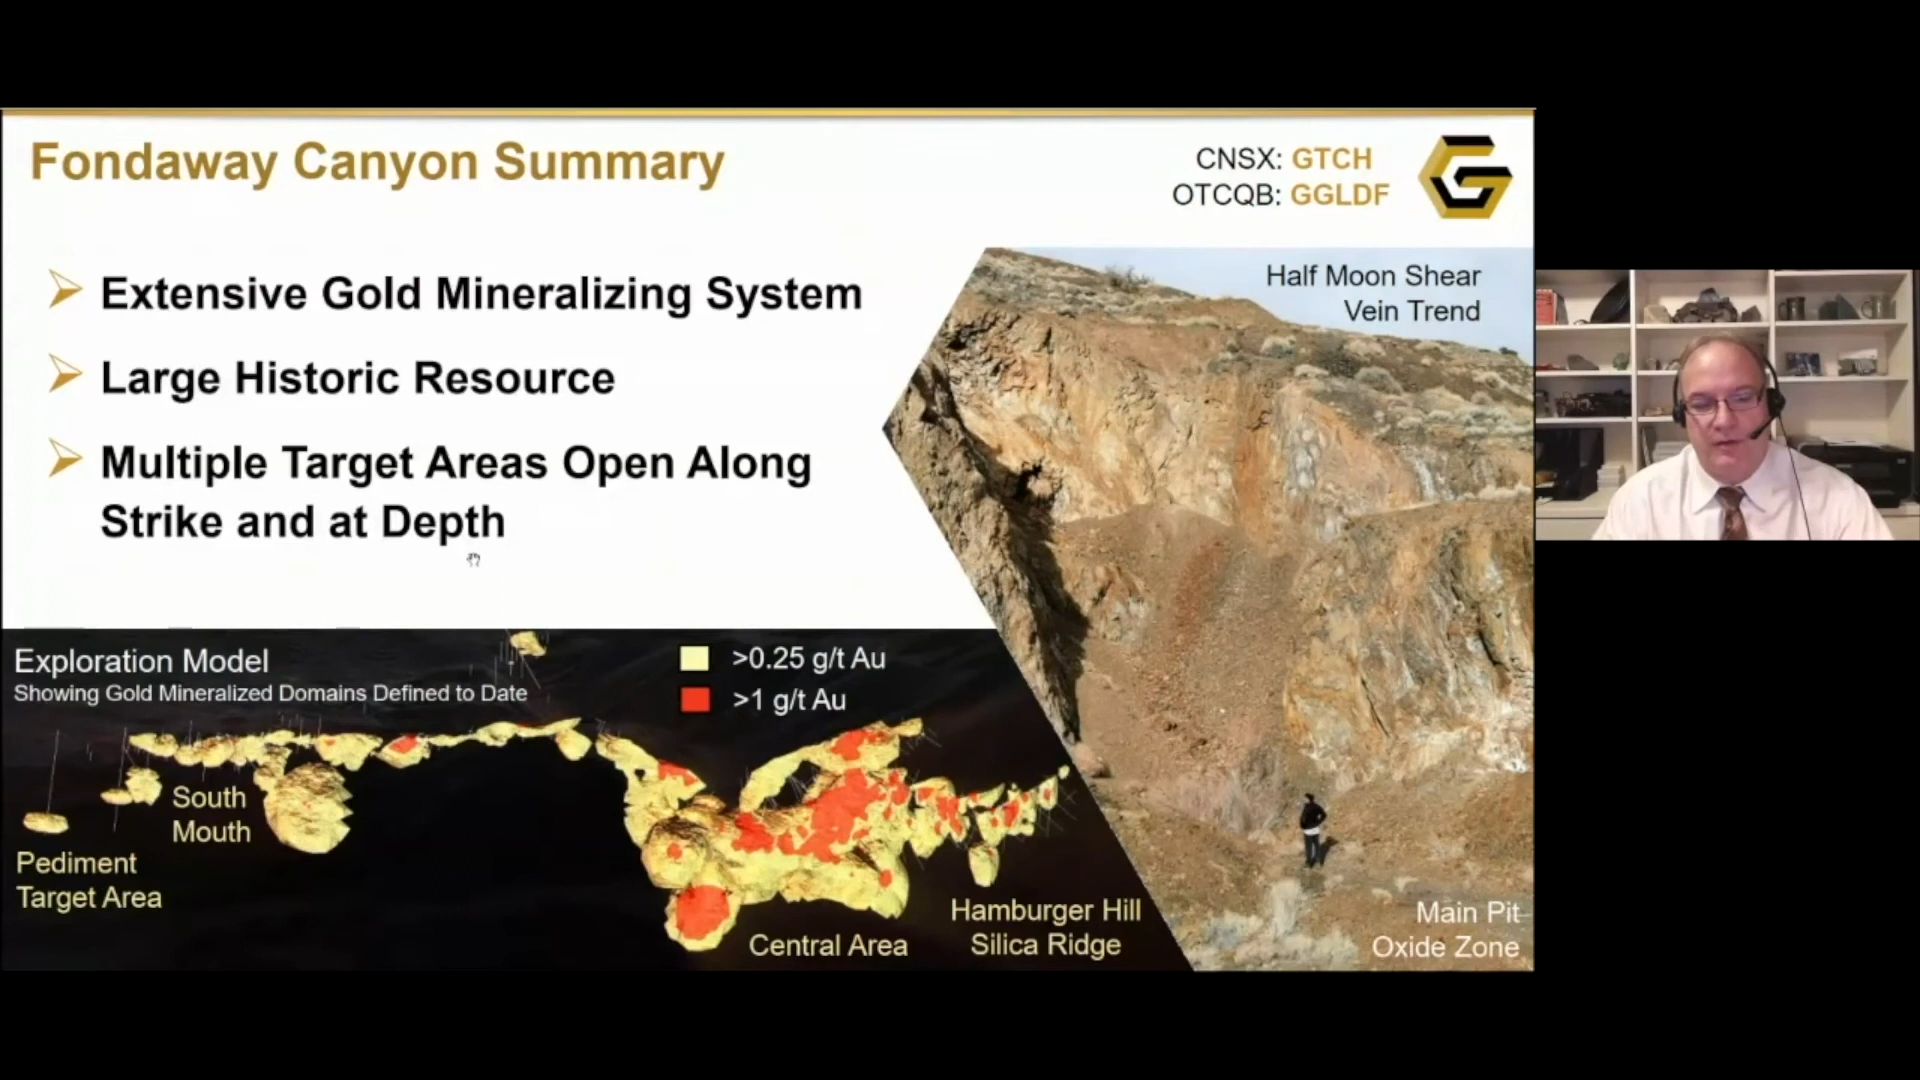 Fondaway Canyon Summary
CNSX: GTCH
OTCQB: GGLDF
Extensive Gold Mineralizing System
Large Historic Resource
Multiple Target Areas Open Along
Strike and at Depth
Half Moon Shear
Vein Trend
Exploration Model
Showing Gold Mineralized Domains Defined to Date
>0.25 g/t Au
>1 g/t Au
South
Mouth
Pediment
Target Area
Central Area
Hamburger Hill
Silica Ridge
Main Pit
Oxide Zone